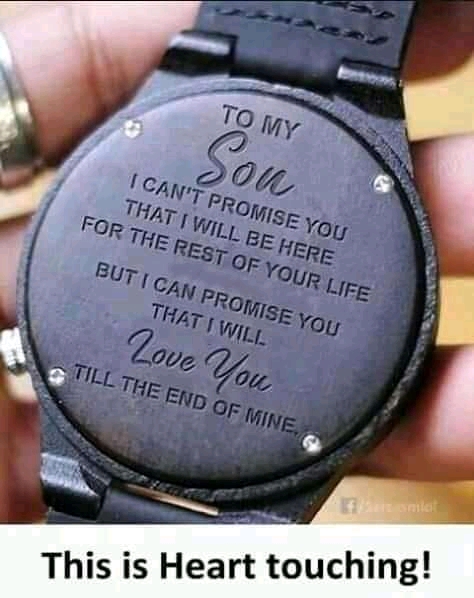 TO MY
Son
I CAN'T PROMISE YOU
THAT I WILL BE HERE
FOR THE REST OF YOUR LIFE
BUT I CAN PROMISE YOU
THAT I WILL
Love You
TILL THE END OF MINE.
This is Heart touching!